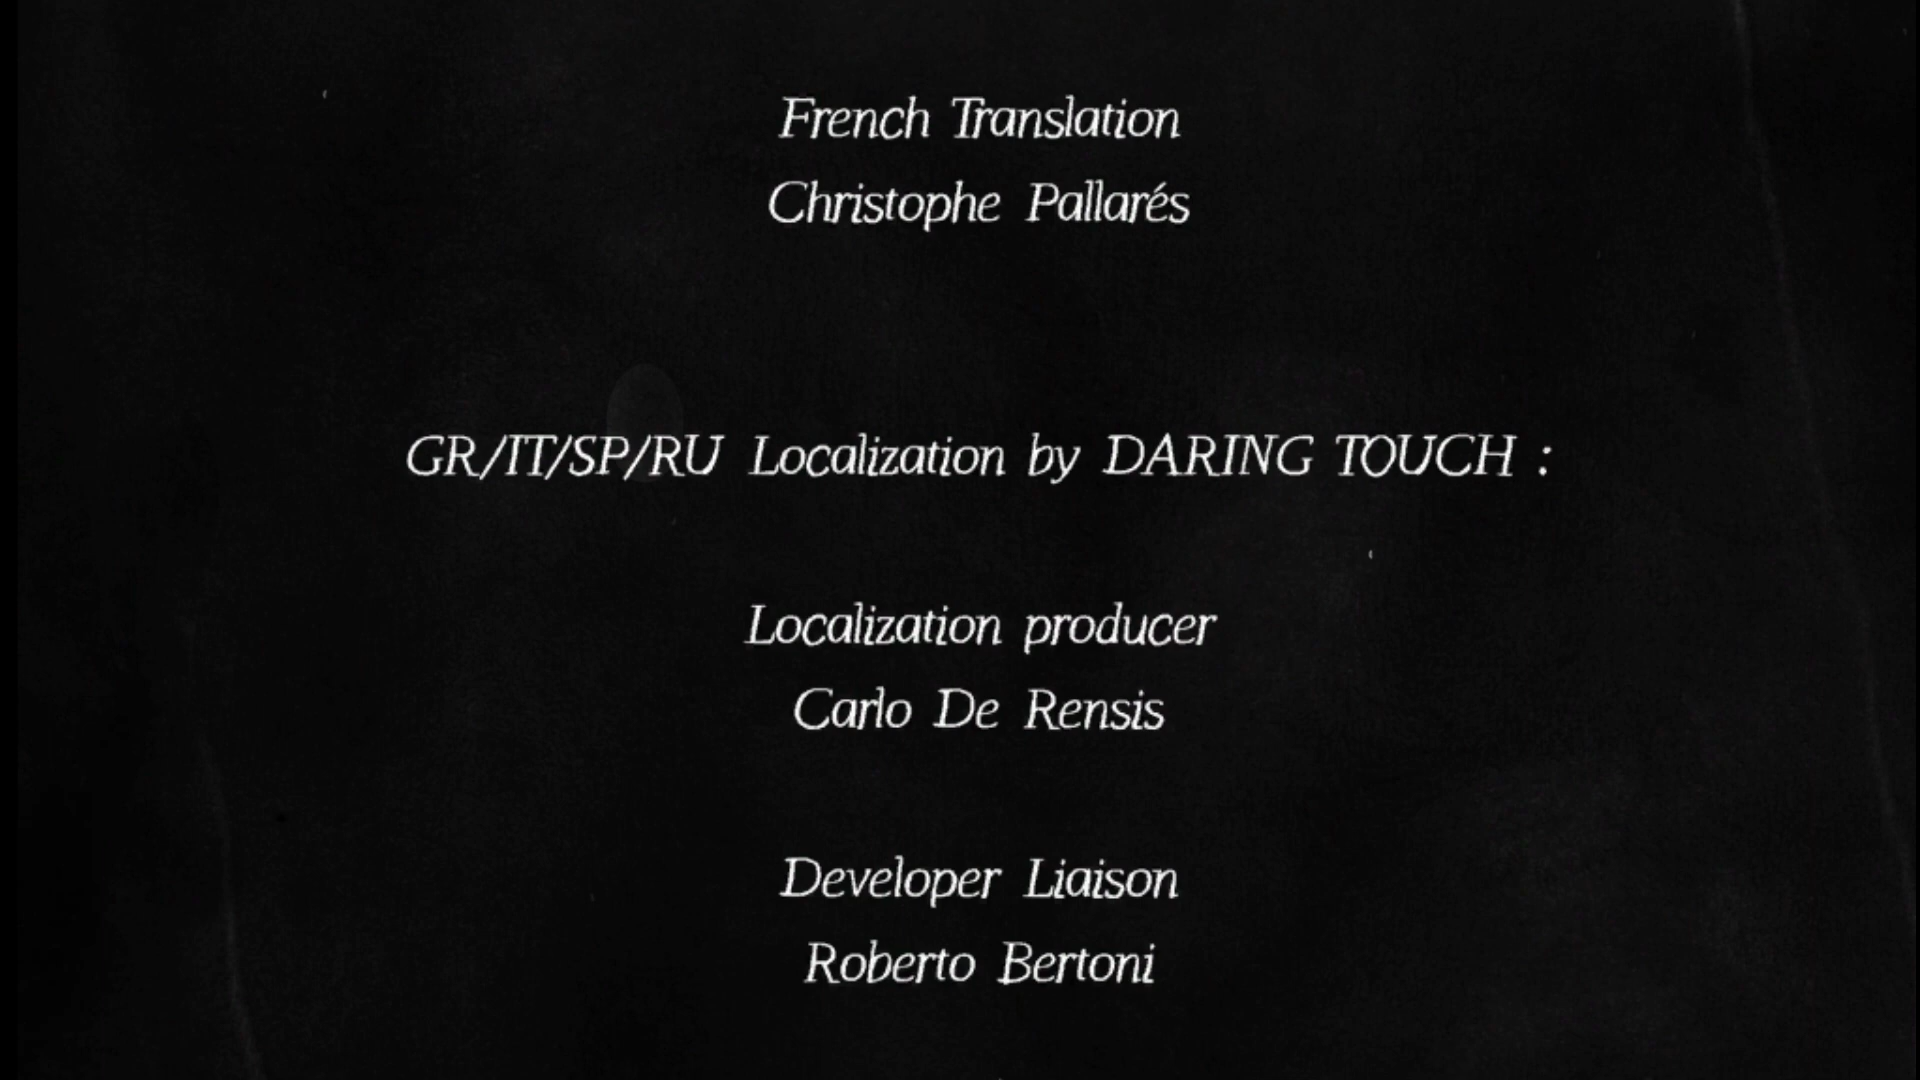 French Translation
Christophe Pallarés
GR/IT/SP/RU Localization by DARING TOUCH :
Localization producer
Carlo De Rensis
Developer Liaison
Roberto Bertoni